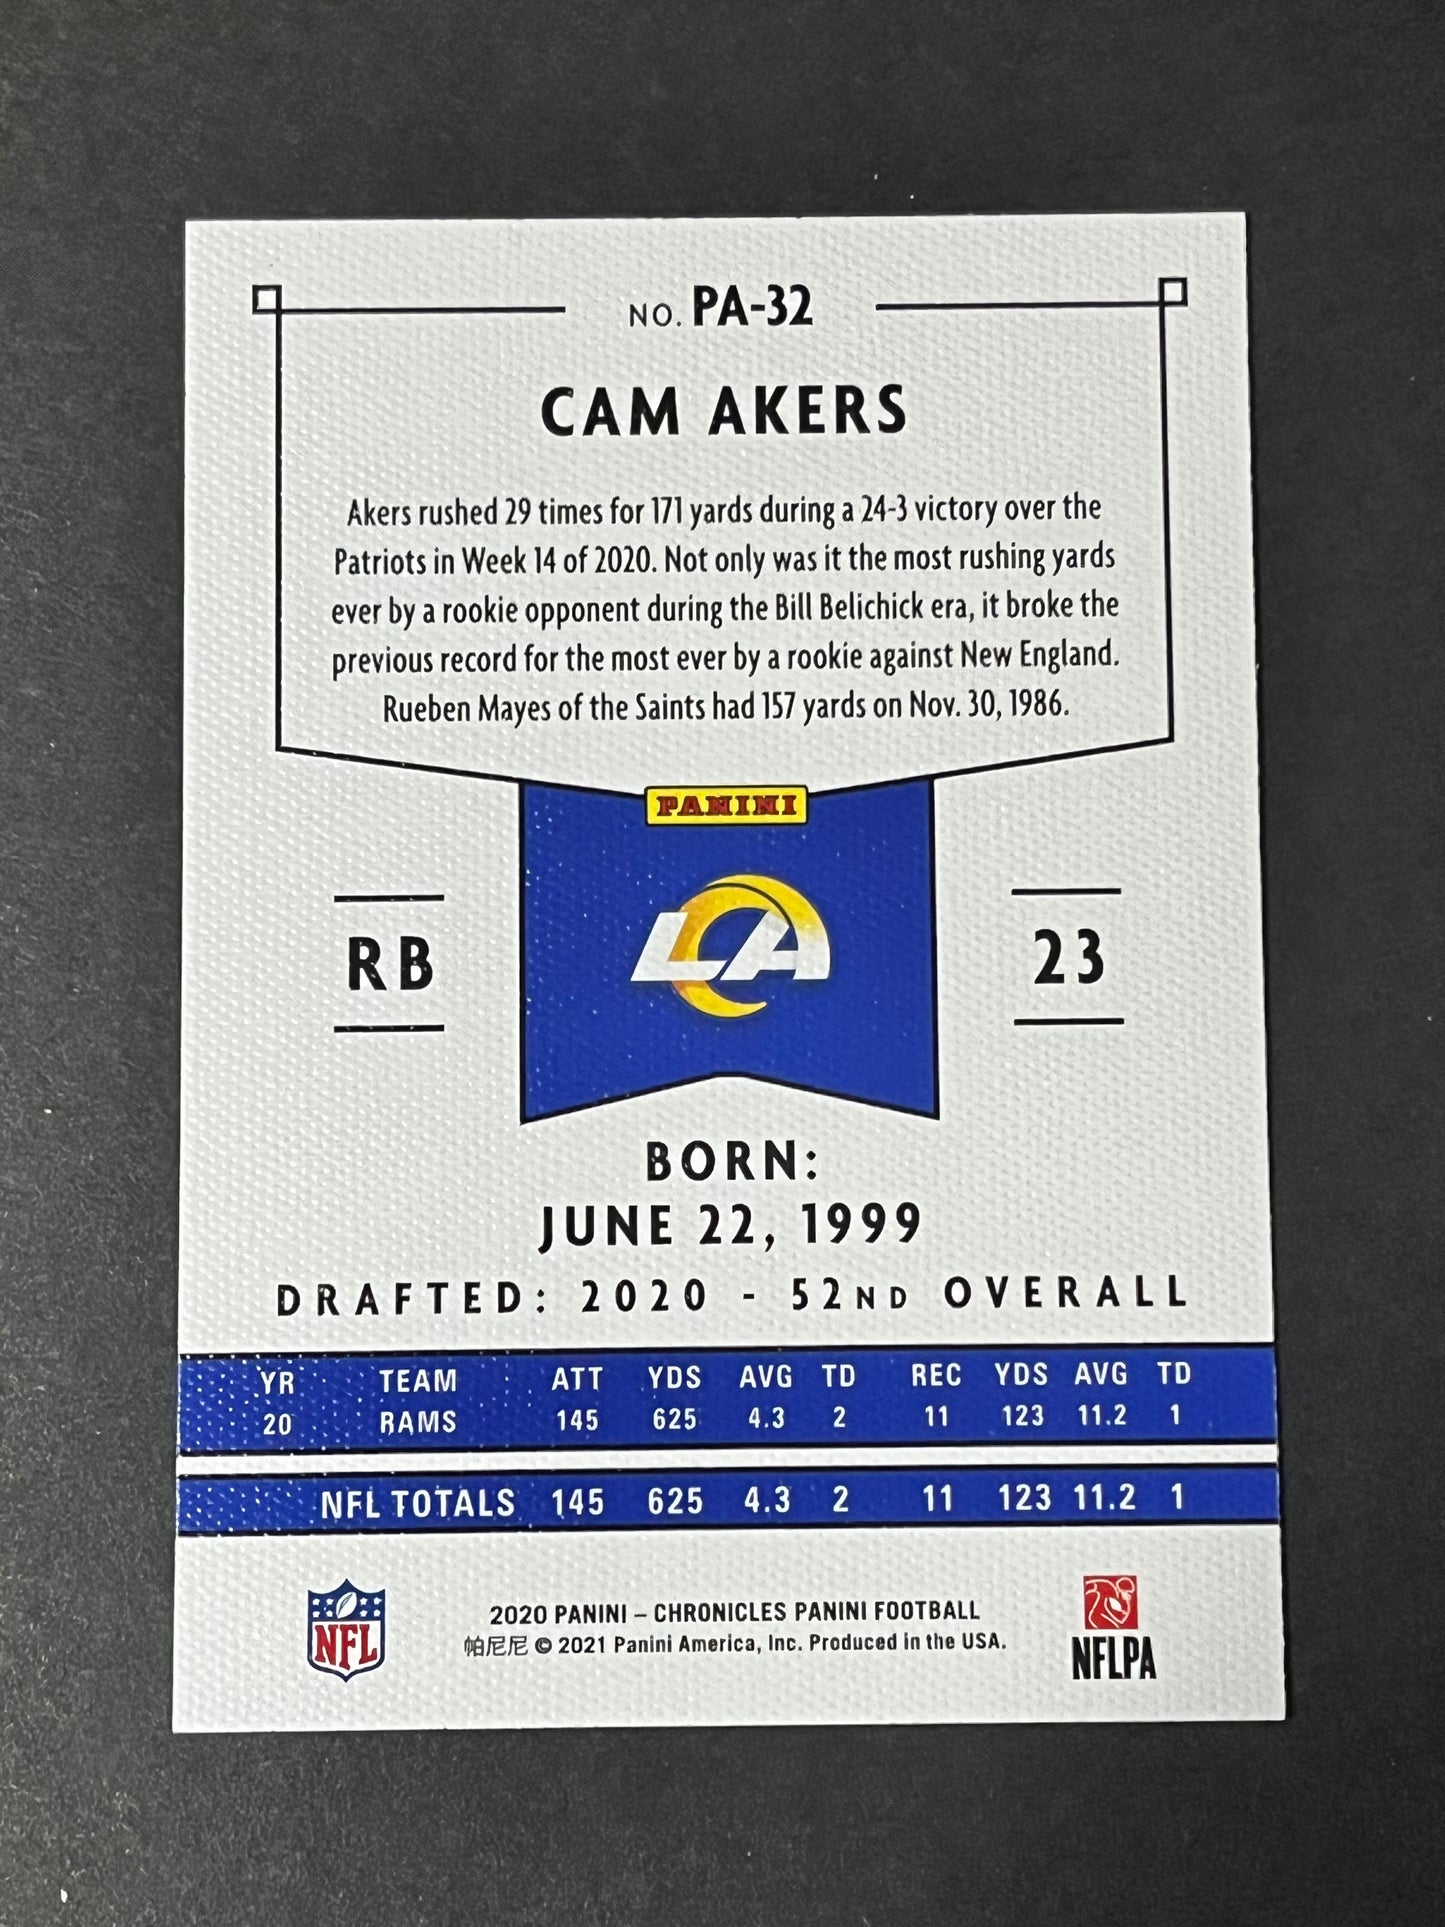 NO. PA-32
CAM AKERS
Akers rushed 29 times for 171 yards during a 24-3 victory over the
Patriots in Week 14 of 2020. Not only was it the most rushing yards
ever by a rookie opponent during the Bill Belichick era, it broke the
previous record for the most ever by a rookie against New England.
Rueben Mayes of the Saints had 157 yards on Nov. 30, 1986.
PANINI
RB
LA
23
BORN:
JUNE 22, 1999
DRAFTED: 2020 - 52ND OVERALL
YR TEAM ATT YDS AVG TD REC YDS AVG TD
20 RAMS 145 625 4.3 2 11 123 11.2 1
NFL TOTALS 145 625 4.3 2 11 123 11.2 1
NFL
2020 PANINI – CHRONICLES PANINI FOOTBALL
帕尼尼 © 2021 Panini America, Inc. Produced in the USA.
NFLPA